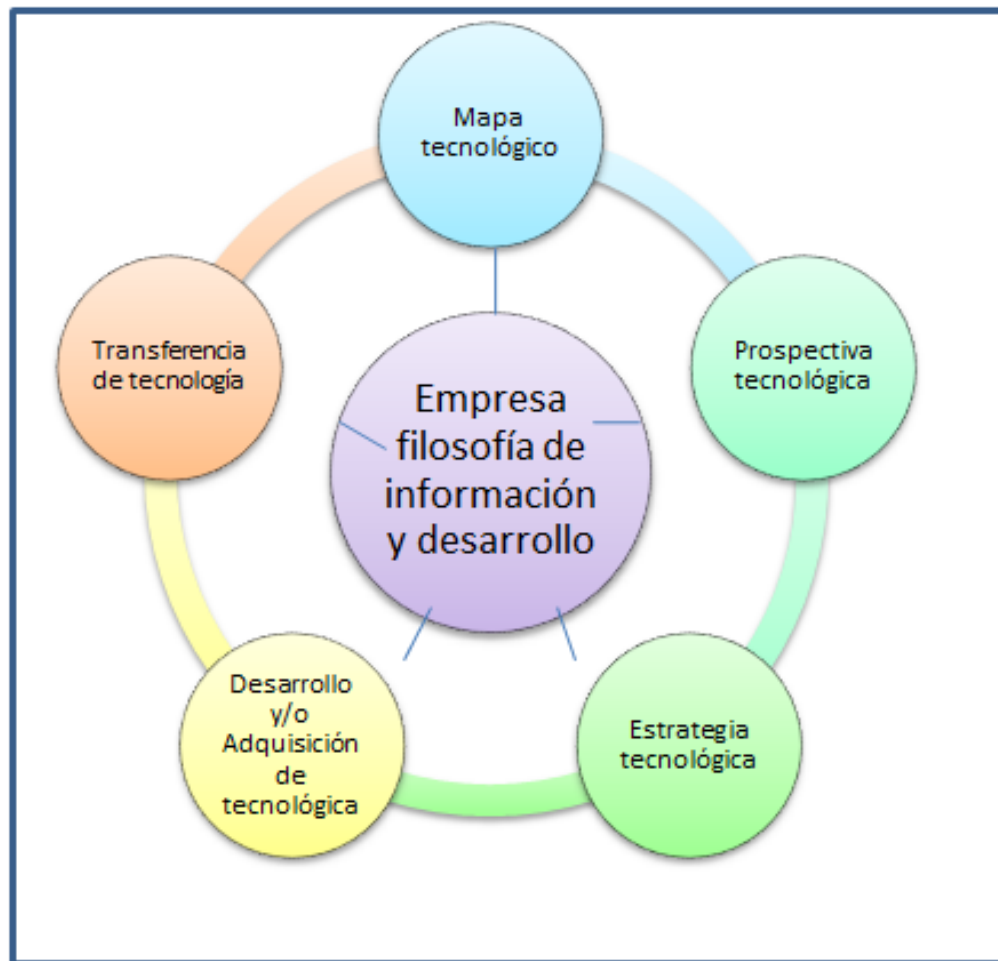 Mapa
tecnológico
Prospectiva
tecnológica
Estrategia
tecnológica
Desarrollo
y/o
Adquisición
de
tecnológica
Transferencia
de tecnología
Empresa
filosofía de
información
y desarrollo